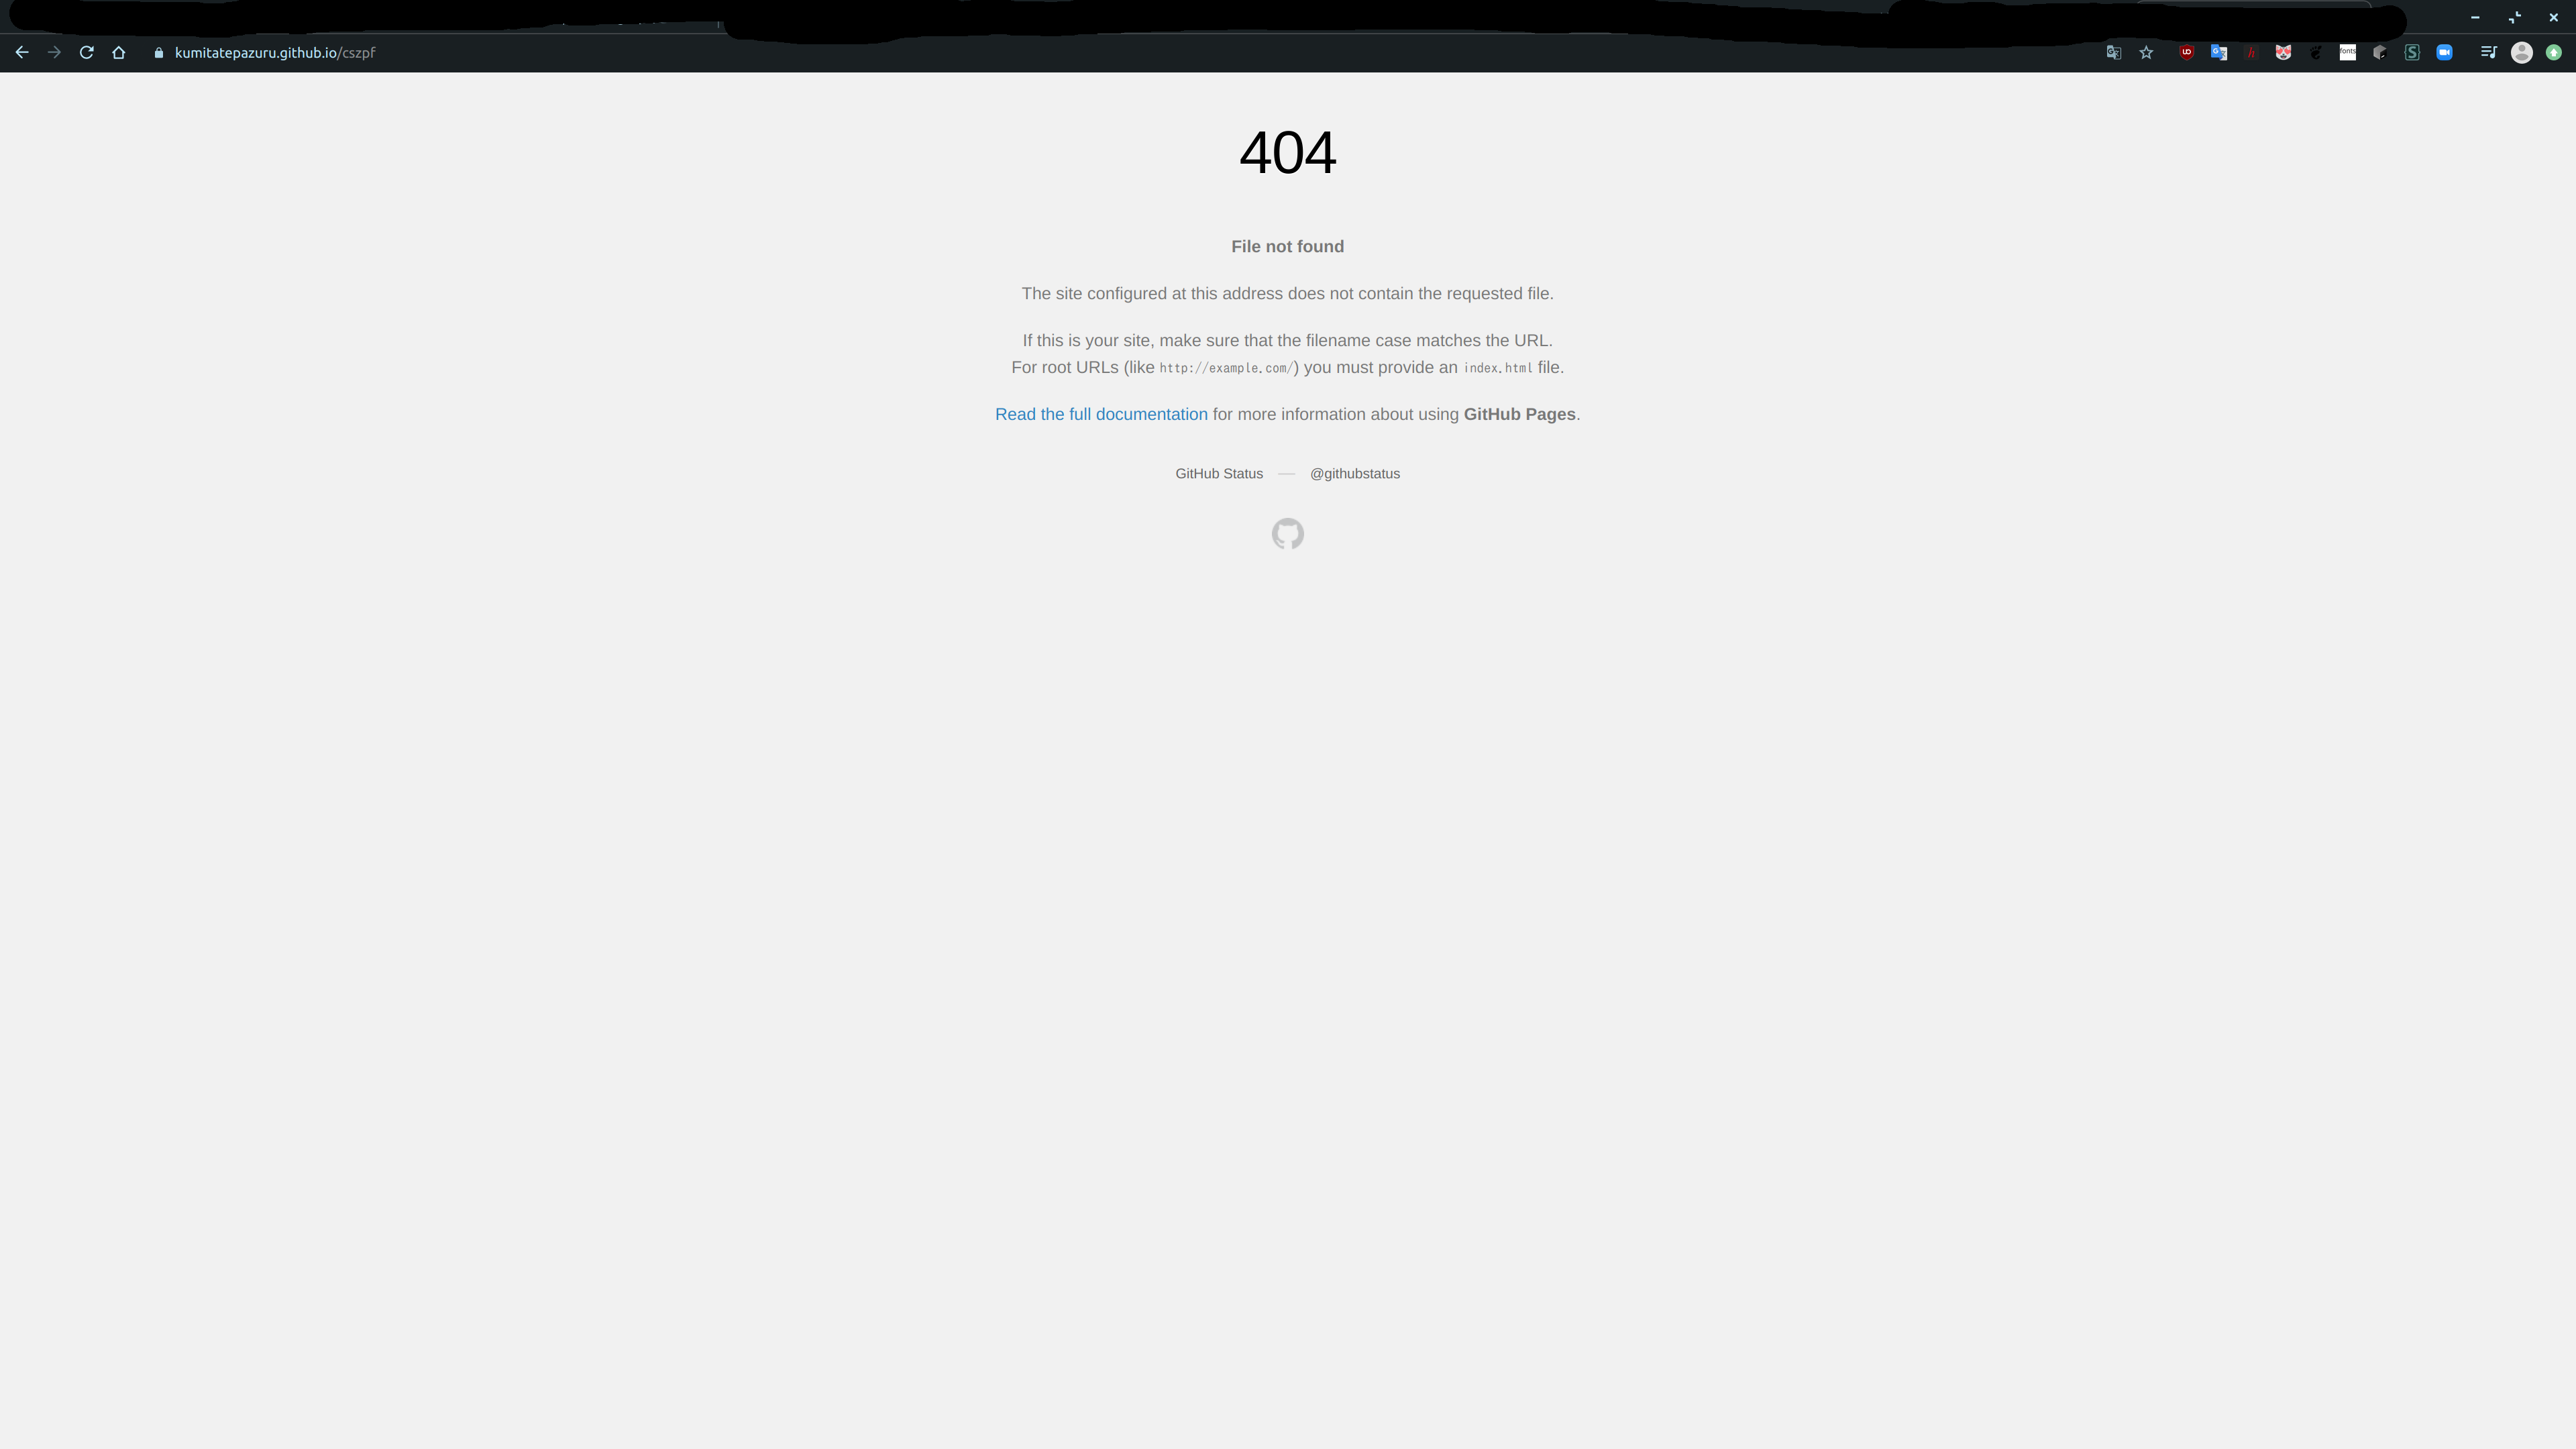 kumitatepazuru.github.io/cszpf
fonts
404
File not found
The site configured at this address does not contain the requested file.
If this is your site, make sure that the filename case matches the URL.
For root URLs (like http://example.com/) you must provide an index.html file.
Read the full documentation for more information about using GitHub Pages.
GitHub Status — @githubstatus